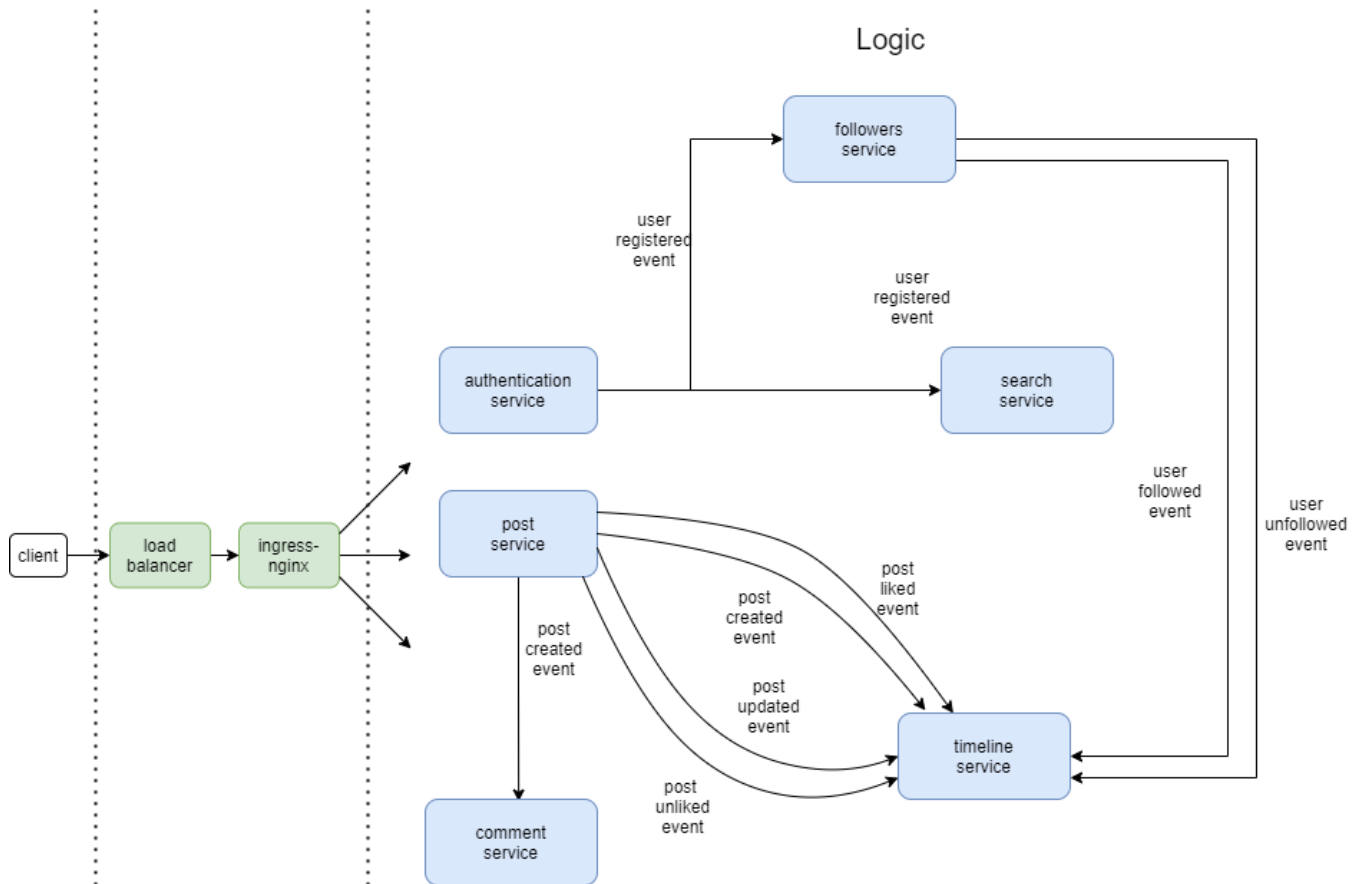 Logic
followers
service
user
registered
event
user
registered
event
authentication
service
search
service
user
followed
event
user
unfollowed
event
client
load
balancer
ingress-
nginx
post
service
post
liked
event
post
created
event
post
created
event
post
updated
event
timeline
service
post
unliked
event
comment
service